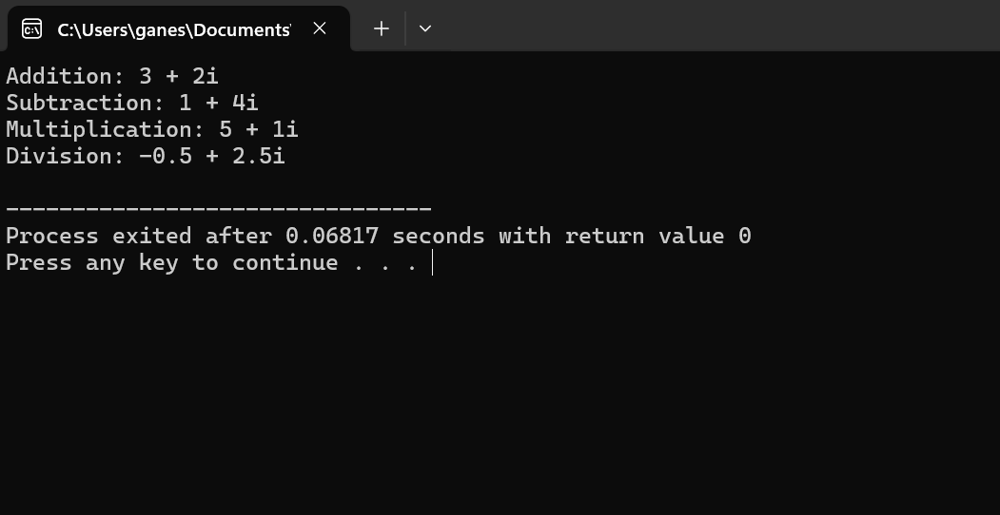 C:\Users\ganes\Documents'
Addition: 3 + 2i
Subtraction: 1 + 4i
Multiplication: 5 + 1i
Division: -0.5 + 2.5i
--------------------------------
Process exited after 0.06817 seconds with return value 0
Press any key to continue . . .